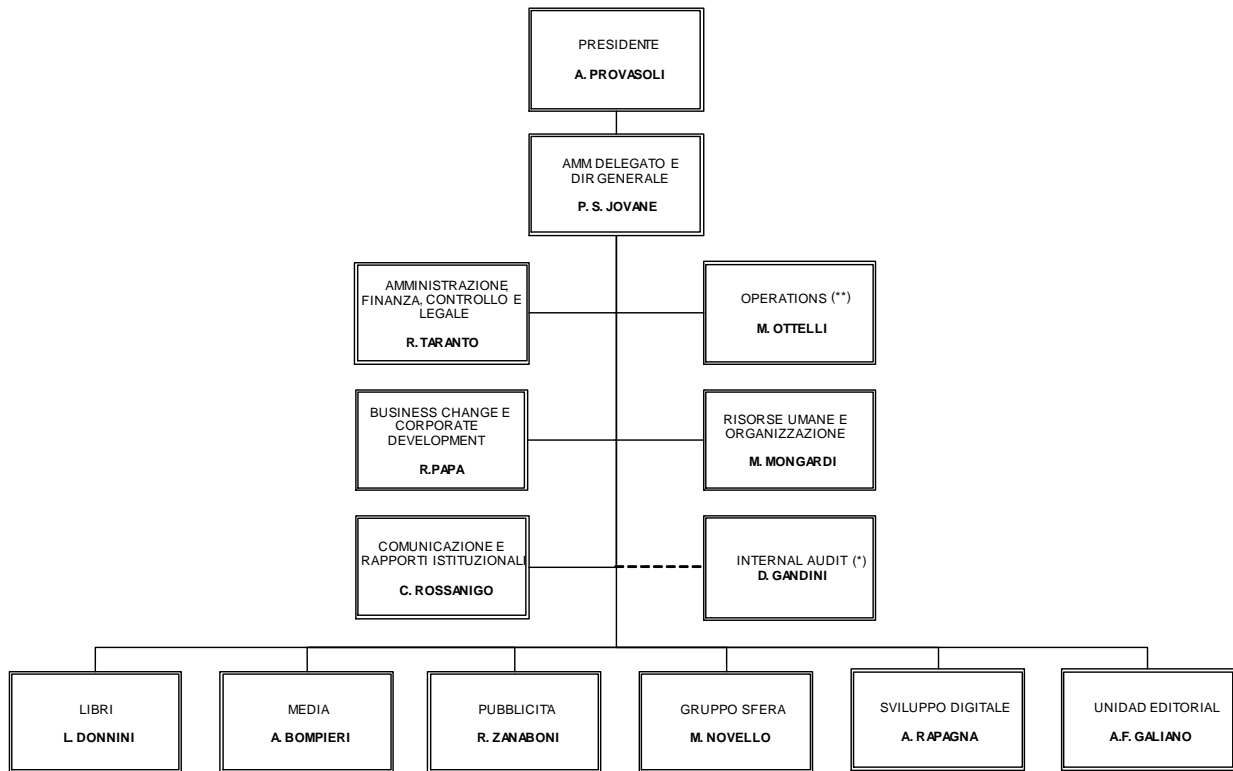 PRESIDENTE
A. PROVASOLI
AMM.DELEGATO E
DIR GENERALE
P. S. JOVANE
AMMINISTRAZIONE,
FINANZA, CONTROLLO E
LEGALE
R. TARANTO
OPERATIONS (**)
M. OTTELLI
BUSINESS CHANGE E
CORPORATE
DEVELOPMENT
R.PAPA
RISORSE UMANE E
ORGANIZZAZIONE
M. MONGARDI
COMUNICAZIONE E
RAPPORTI ISTITUZIONALI
C. ROSSANIGO
INTERNAL AUDIT (*)
D. GANDINI
LIBRI
L. DONNINI
MEDIA
A. BOMPIERI
PUBBLICITA'
R. ZANABONI
GRUPPO SFERA
M. NOVELLO
SVILUPPO DIGITALE
A. RAPAGNA
UNIDAD EDITORIAL
A.F. GALIANO